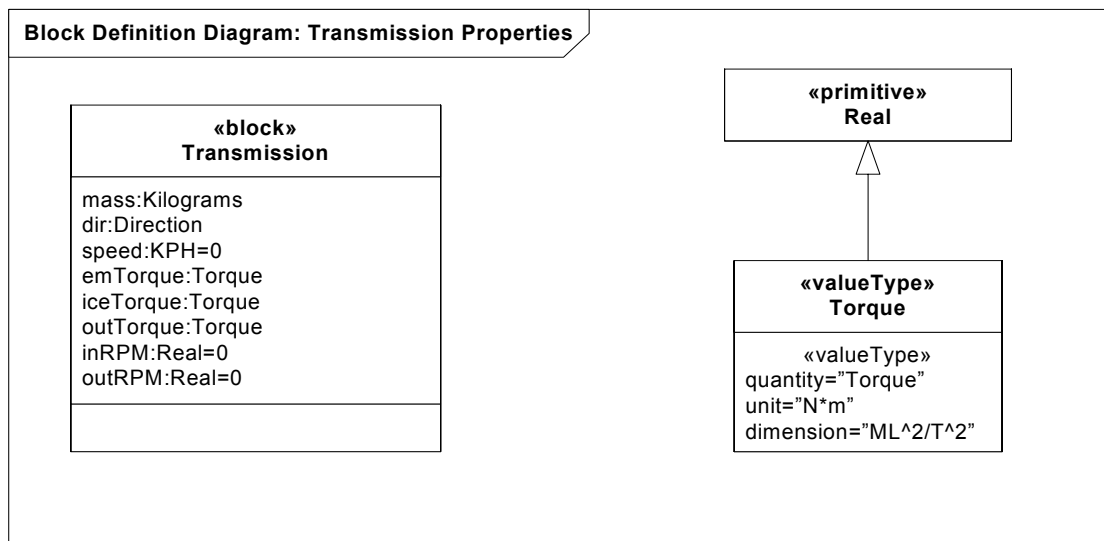 Block Definition Diagram: Transmission Properties
«block»
Transmission
mass:Kilograms
dir:Direction
speed:KPH=0
emTorque:Torque
iceTorque:Torque
outTorque:Torque
inRPM:Real=0
outRPM:Real=0
«primitive»
Real
«valueType»
Torque
«valueType»
quantity=”Torque”
unit=”N*m”
dimension=”ML^2/T^2”